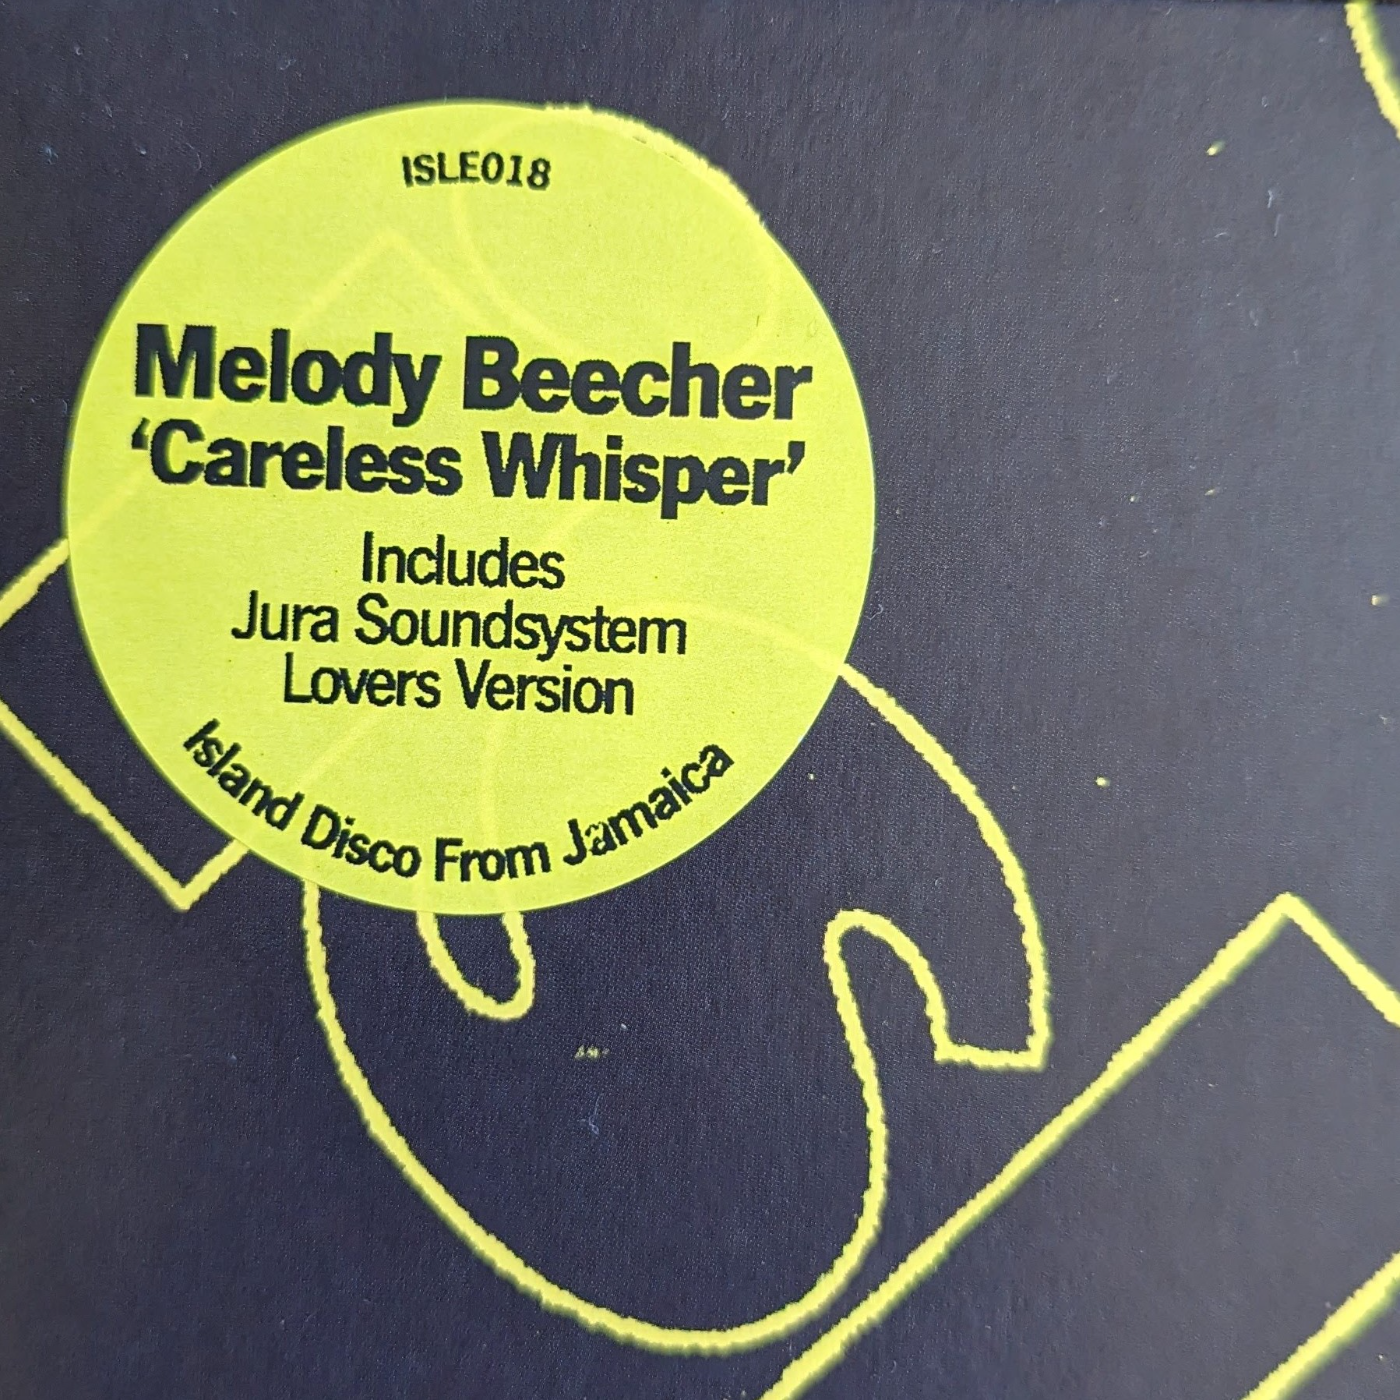 ISLE018
Melody Beecher
‘Careless Whisper’
Includes
Jura Soundsystem
Lovers Version
Island Disco From Jamaica